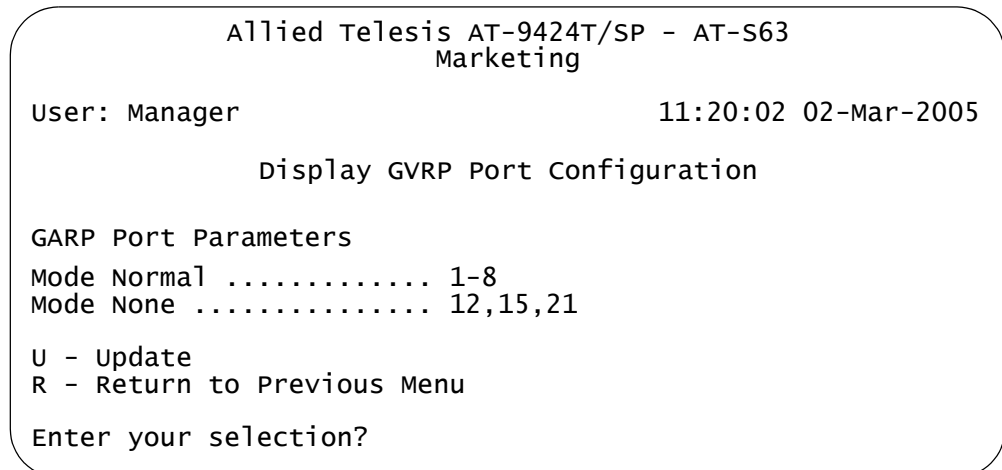 Allied Telesis AT-9424T/SP - AT-S63
Marketing
User: Manager 11:20:02 02-Mar-2005
Display GVRP Port Configuration
GARP Port Parameters
Mode Normal ............. 1-8
Mode None ............... 12,15,21
U - Update
R - Return to Previous Menu
Enter your selection?